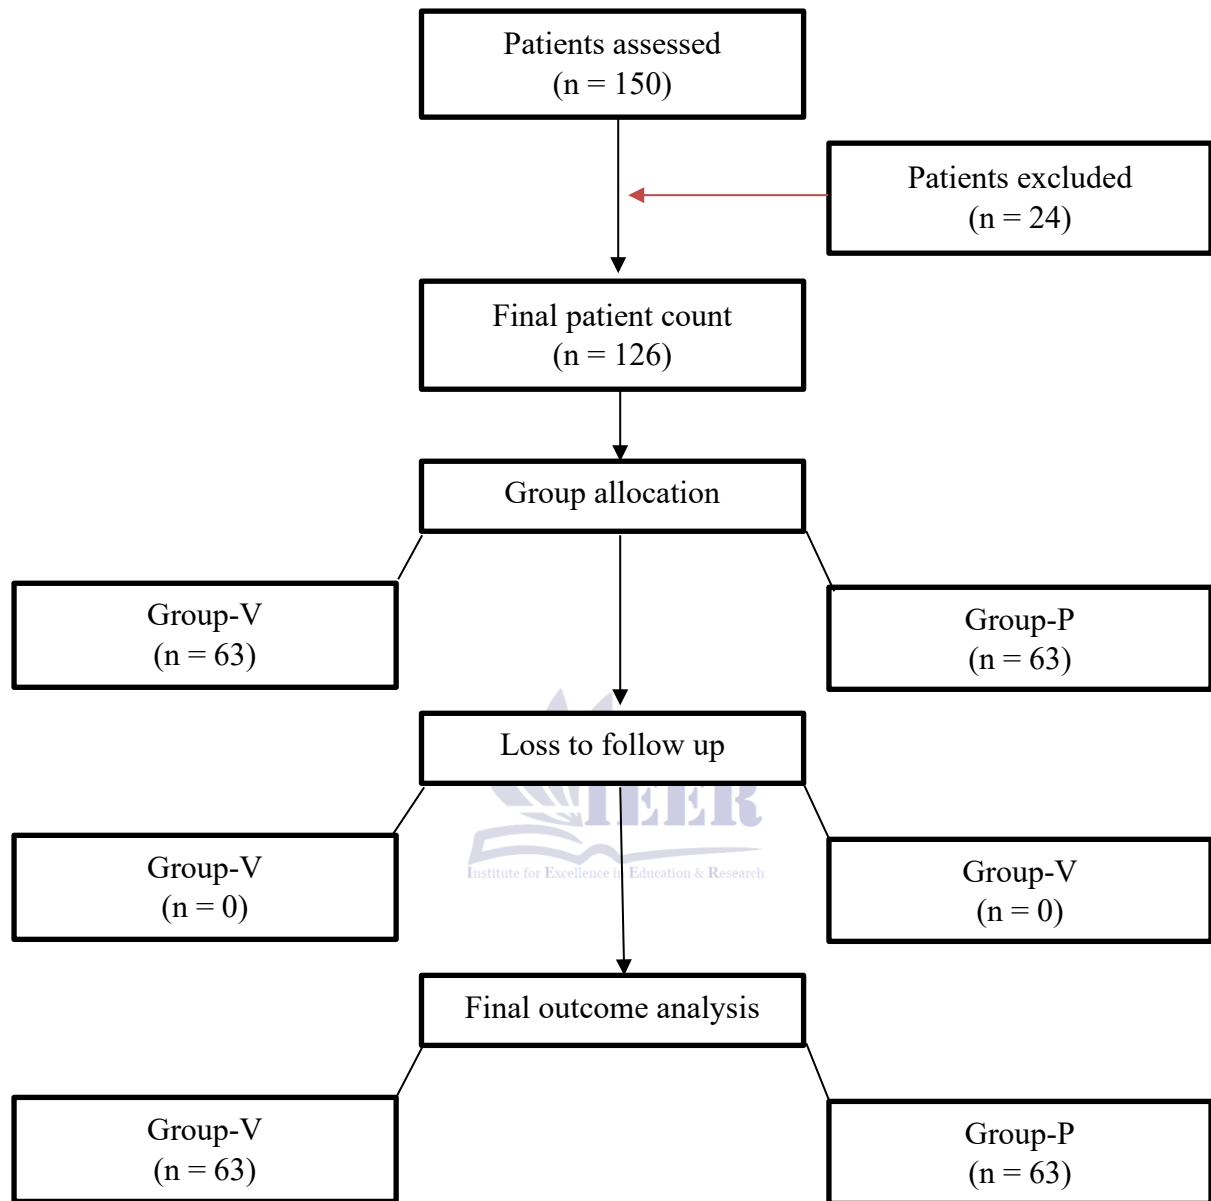 Patients assessed
(n = 150)
Patients excluded
(n = 24)
Final patient count
(n = 126)
Group allocation
Group-V
(n = 63)
Group-P
(n = 63)
Loss to follow up
IEER
Institute for Excellence in Education & Research
Group-V
(n = 0)
Group-V
(n = 0)
Final outcome analysis
Group-V
(n = 63)
Group-P
(n = 63)